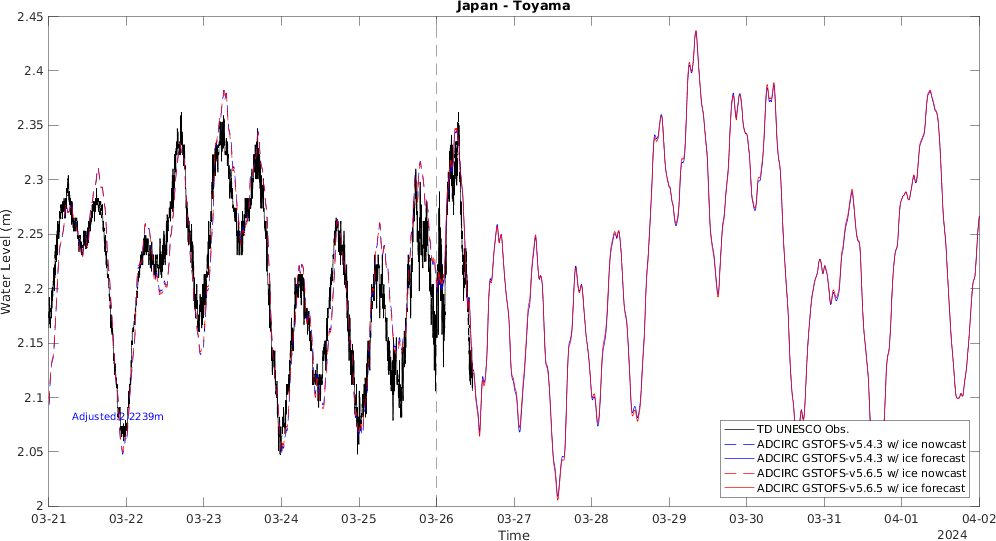 Japan - Toyama
Water Level (m)
2.45
2.4
2.35
2.3
2.25
2.2
2.15
2.1
2.05
2
Adjusted 2.2239m
TD UNESCO Obs.
ADCIRC GSTOFS-v5.4.3 w/ ice nowcast
ADCIRC GSTOFS-v5.4.3 w/ ice forecast
ADCIRC GSTOFS-v5.6.5 w/ ice nowcast
ADCIRC GSTOFS-v5.6.5 w/ ice forecast
03-21 03-22 03-23 03-24 03-25 03-26 03-27 03-28 03-29 03-30 03-31 04-01 04-02
Time
2024